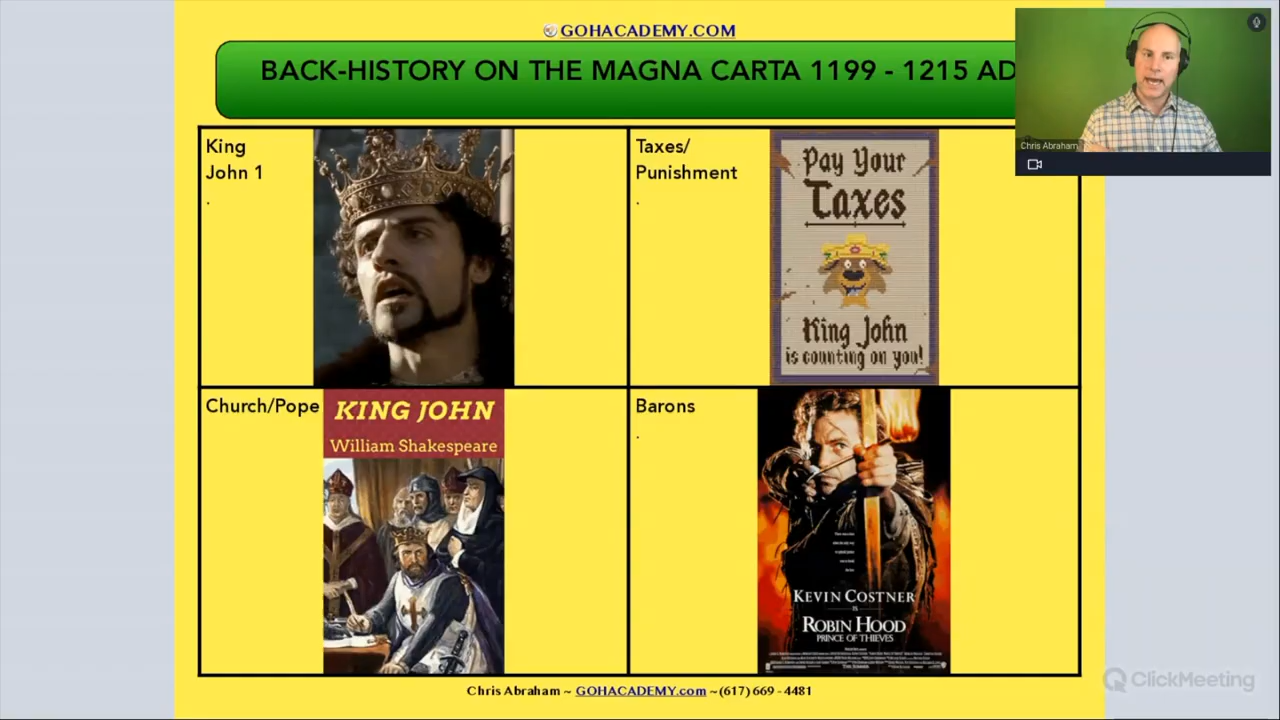 GOHACADEMY.COM
BACK-HISTORY ON THE MAGNA CARTA 1199 - 1215 AD
Chris Abraham
King
John 1
.
Taxes/
Punishment
.
Pay Your
Taxes
King John
is counting on you!
Church/Pope
KING JOHN
William Shakespeare
Barons
.
KEVIN COSTNER
IS
ROBIN HOOD
PRINCE OF THIEVES
Chris Abraham ~ GOHACADEMY.com ~(617) 669 - 4481
ClickMeeting